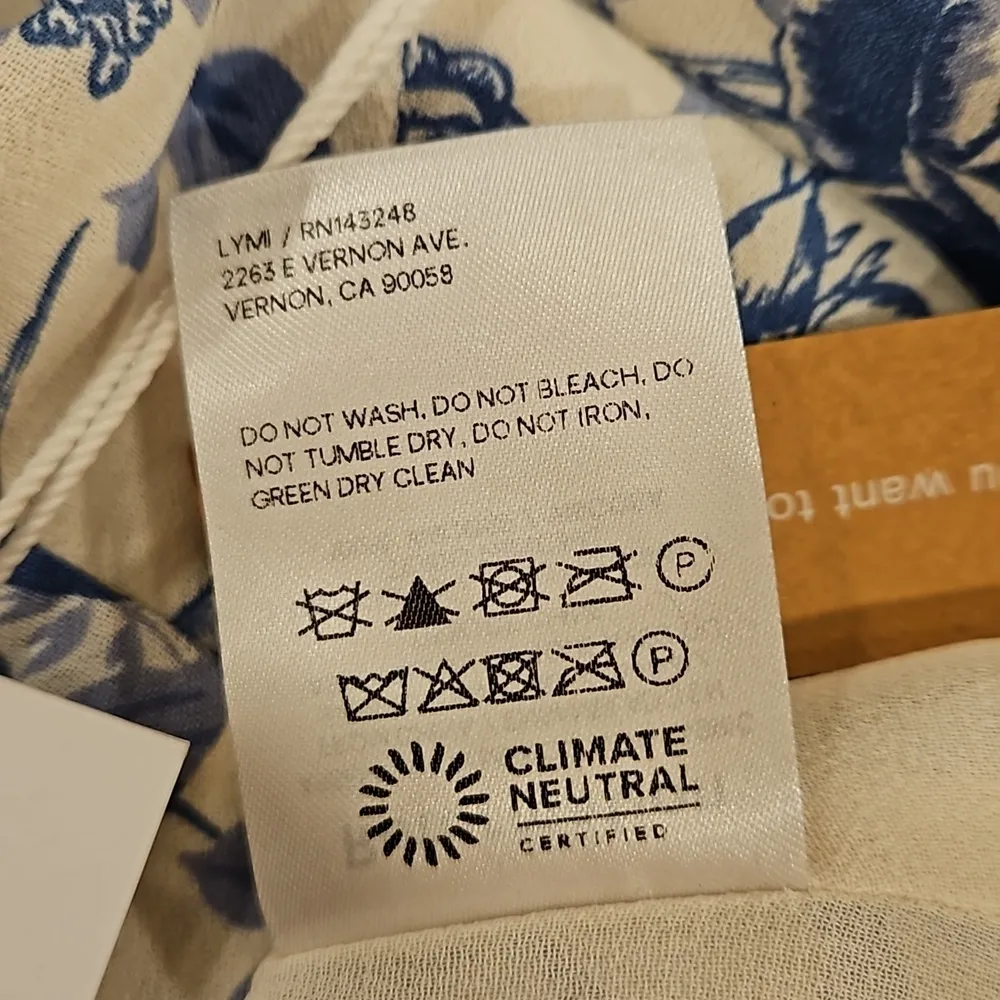 LYMI / RN143248
2263 E VERNON AVE.
VERNON, CA 90058
DO NOT WASH, DO NOT BLEACH, DO
NOT TUMBLE DRY, DO NOT IRON,
GREEN DRY CLEAN
P
P
CLIMATE
NEUTRAL
CERTIFIED
u want to